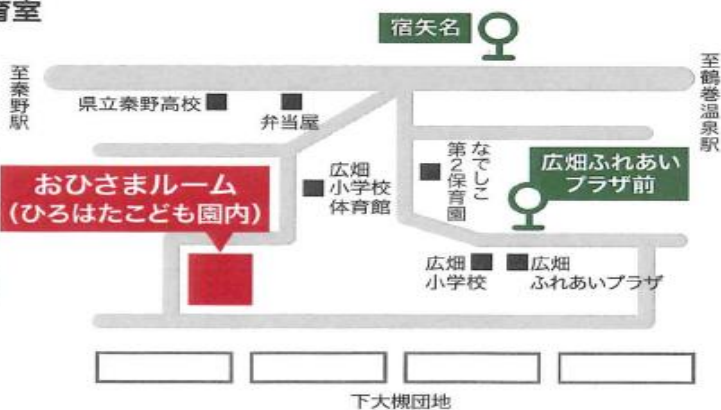 育室
宿矢名
至秦野駅
至鶴巻温泉駅
県立秦野高校
弁当屋
おひさまルーム
(ひろはたこども園内)
広畑
小学校
体育館
なでしこ
第2保育園
広畑ふれあい
プラザ前
広畑
小学校
広畑
ふれあいプラザ
下大槻団地